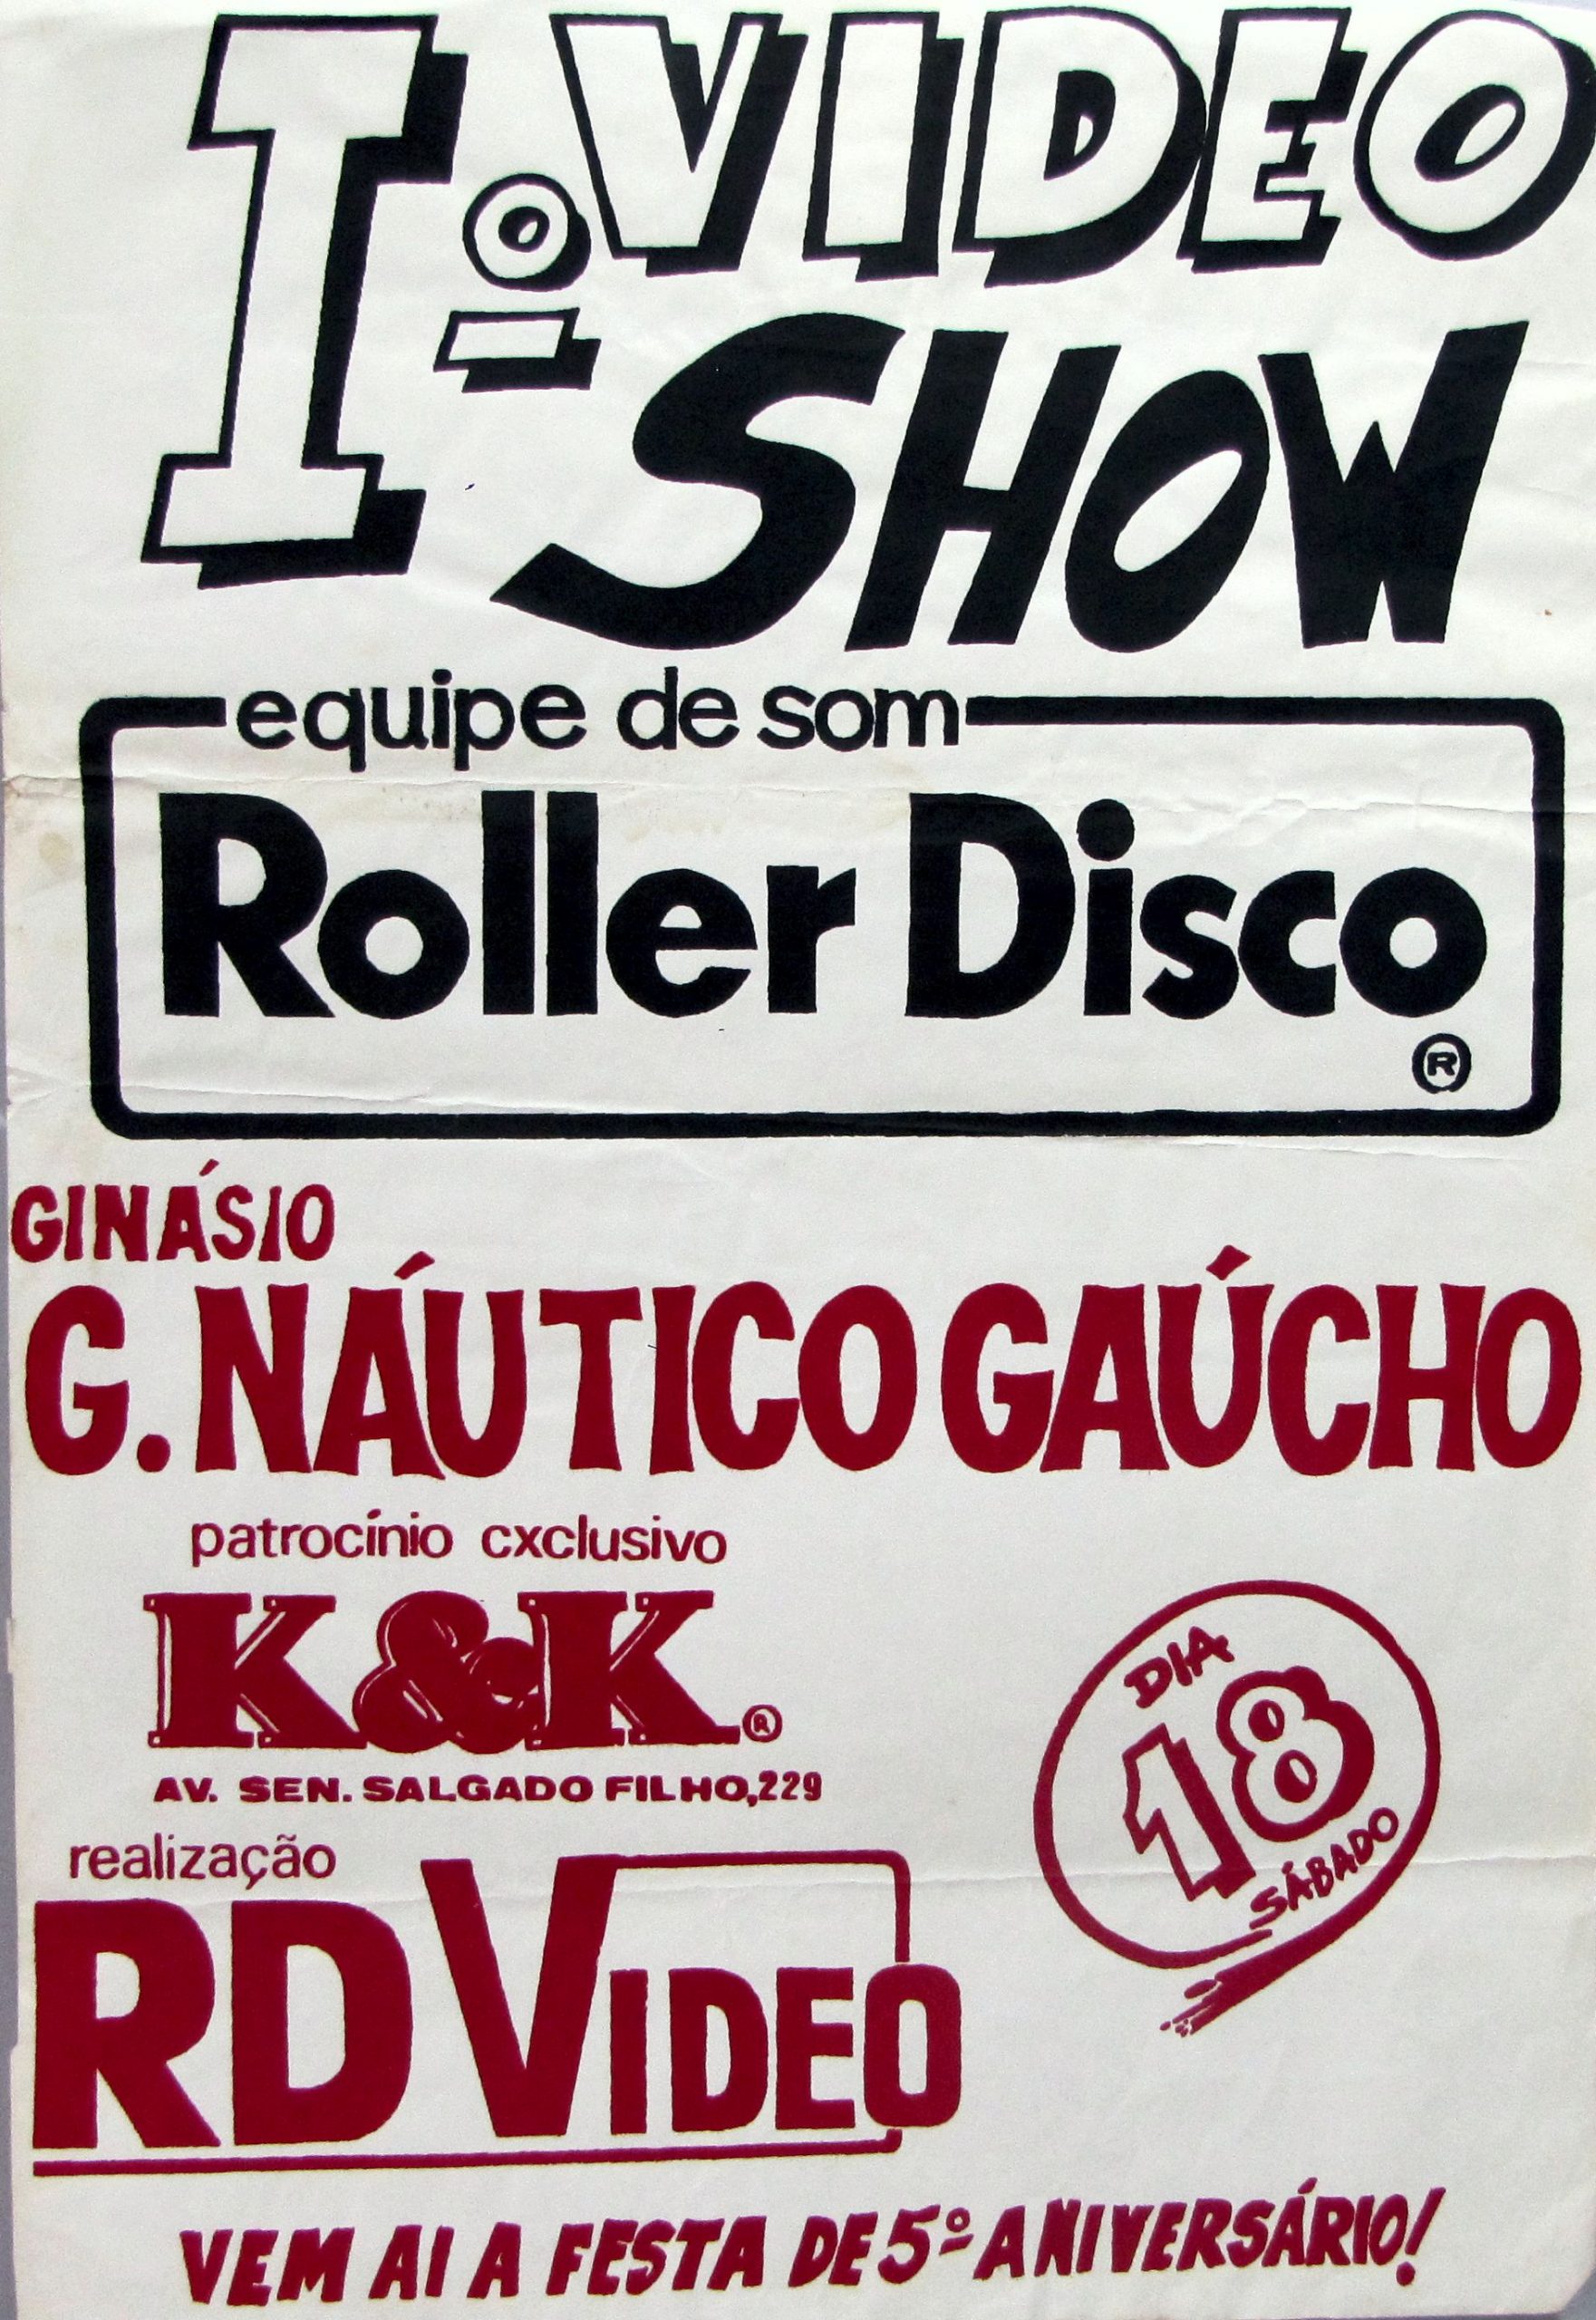 Iº VIDEO
SHOW
equipe de som
Roller Disco
®
GINÁSIO
G. NÁUTICO GAÚCHO
patrocínio cxclusivo
K&K®
AV. SEN. SALGADO FILHO,229
DIA
18
SÁBADO
realização
RD VIDEO
VEM AI A FESTA DE 5º ANIVERSÁRIO!